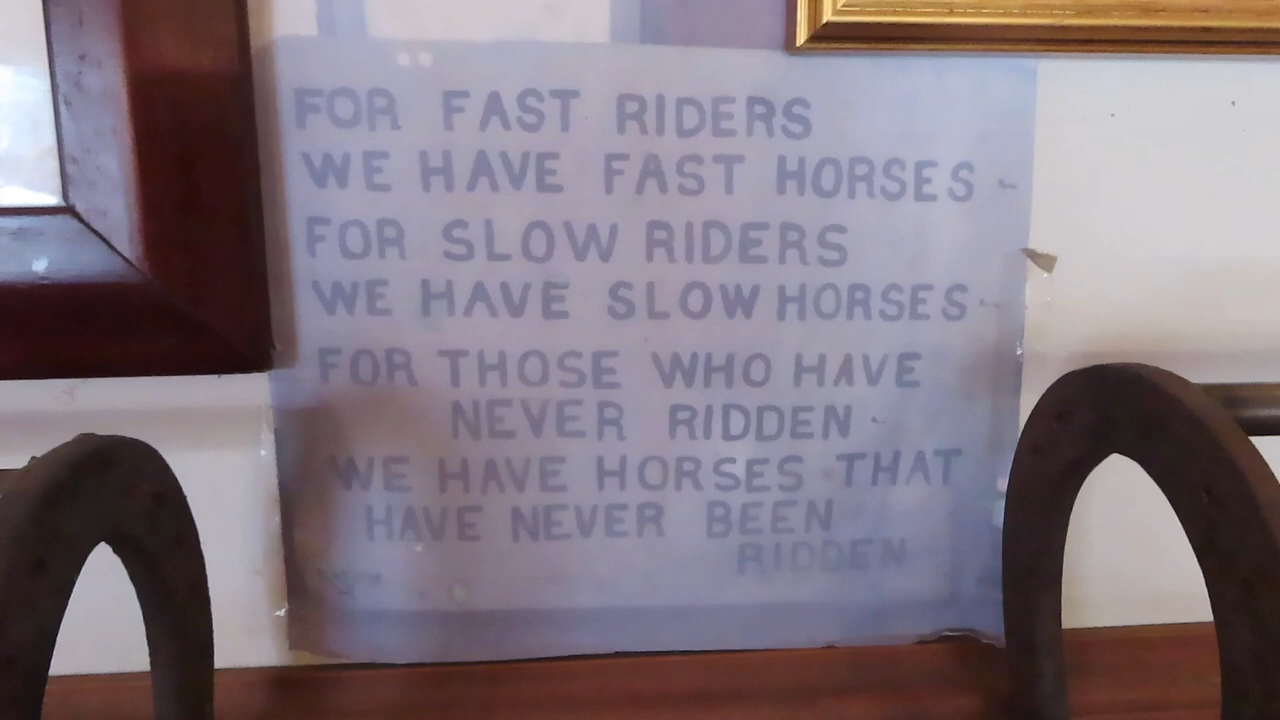 FOR FAST RIDERS
WE HAVE FAST HORSES -
FOR SLOW RIDERS
WE HAVE SLOW HORSES -
FOR THOSE WHO HAVE
NEVER RIDDEN -
WE HAVE HORSES THAT
HAVE NEVER BEEN
RIDDEN